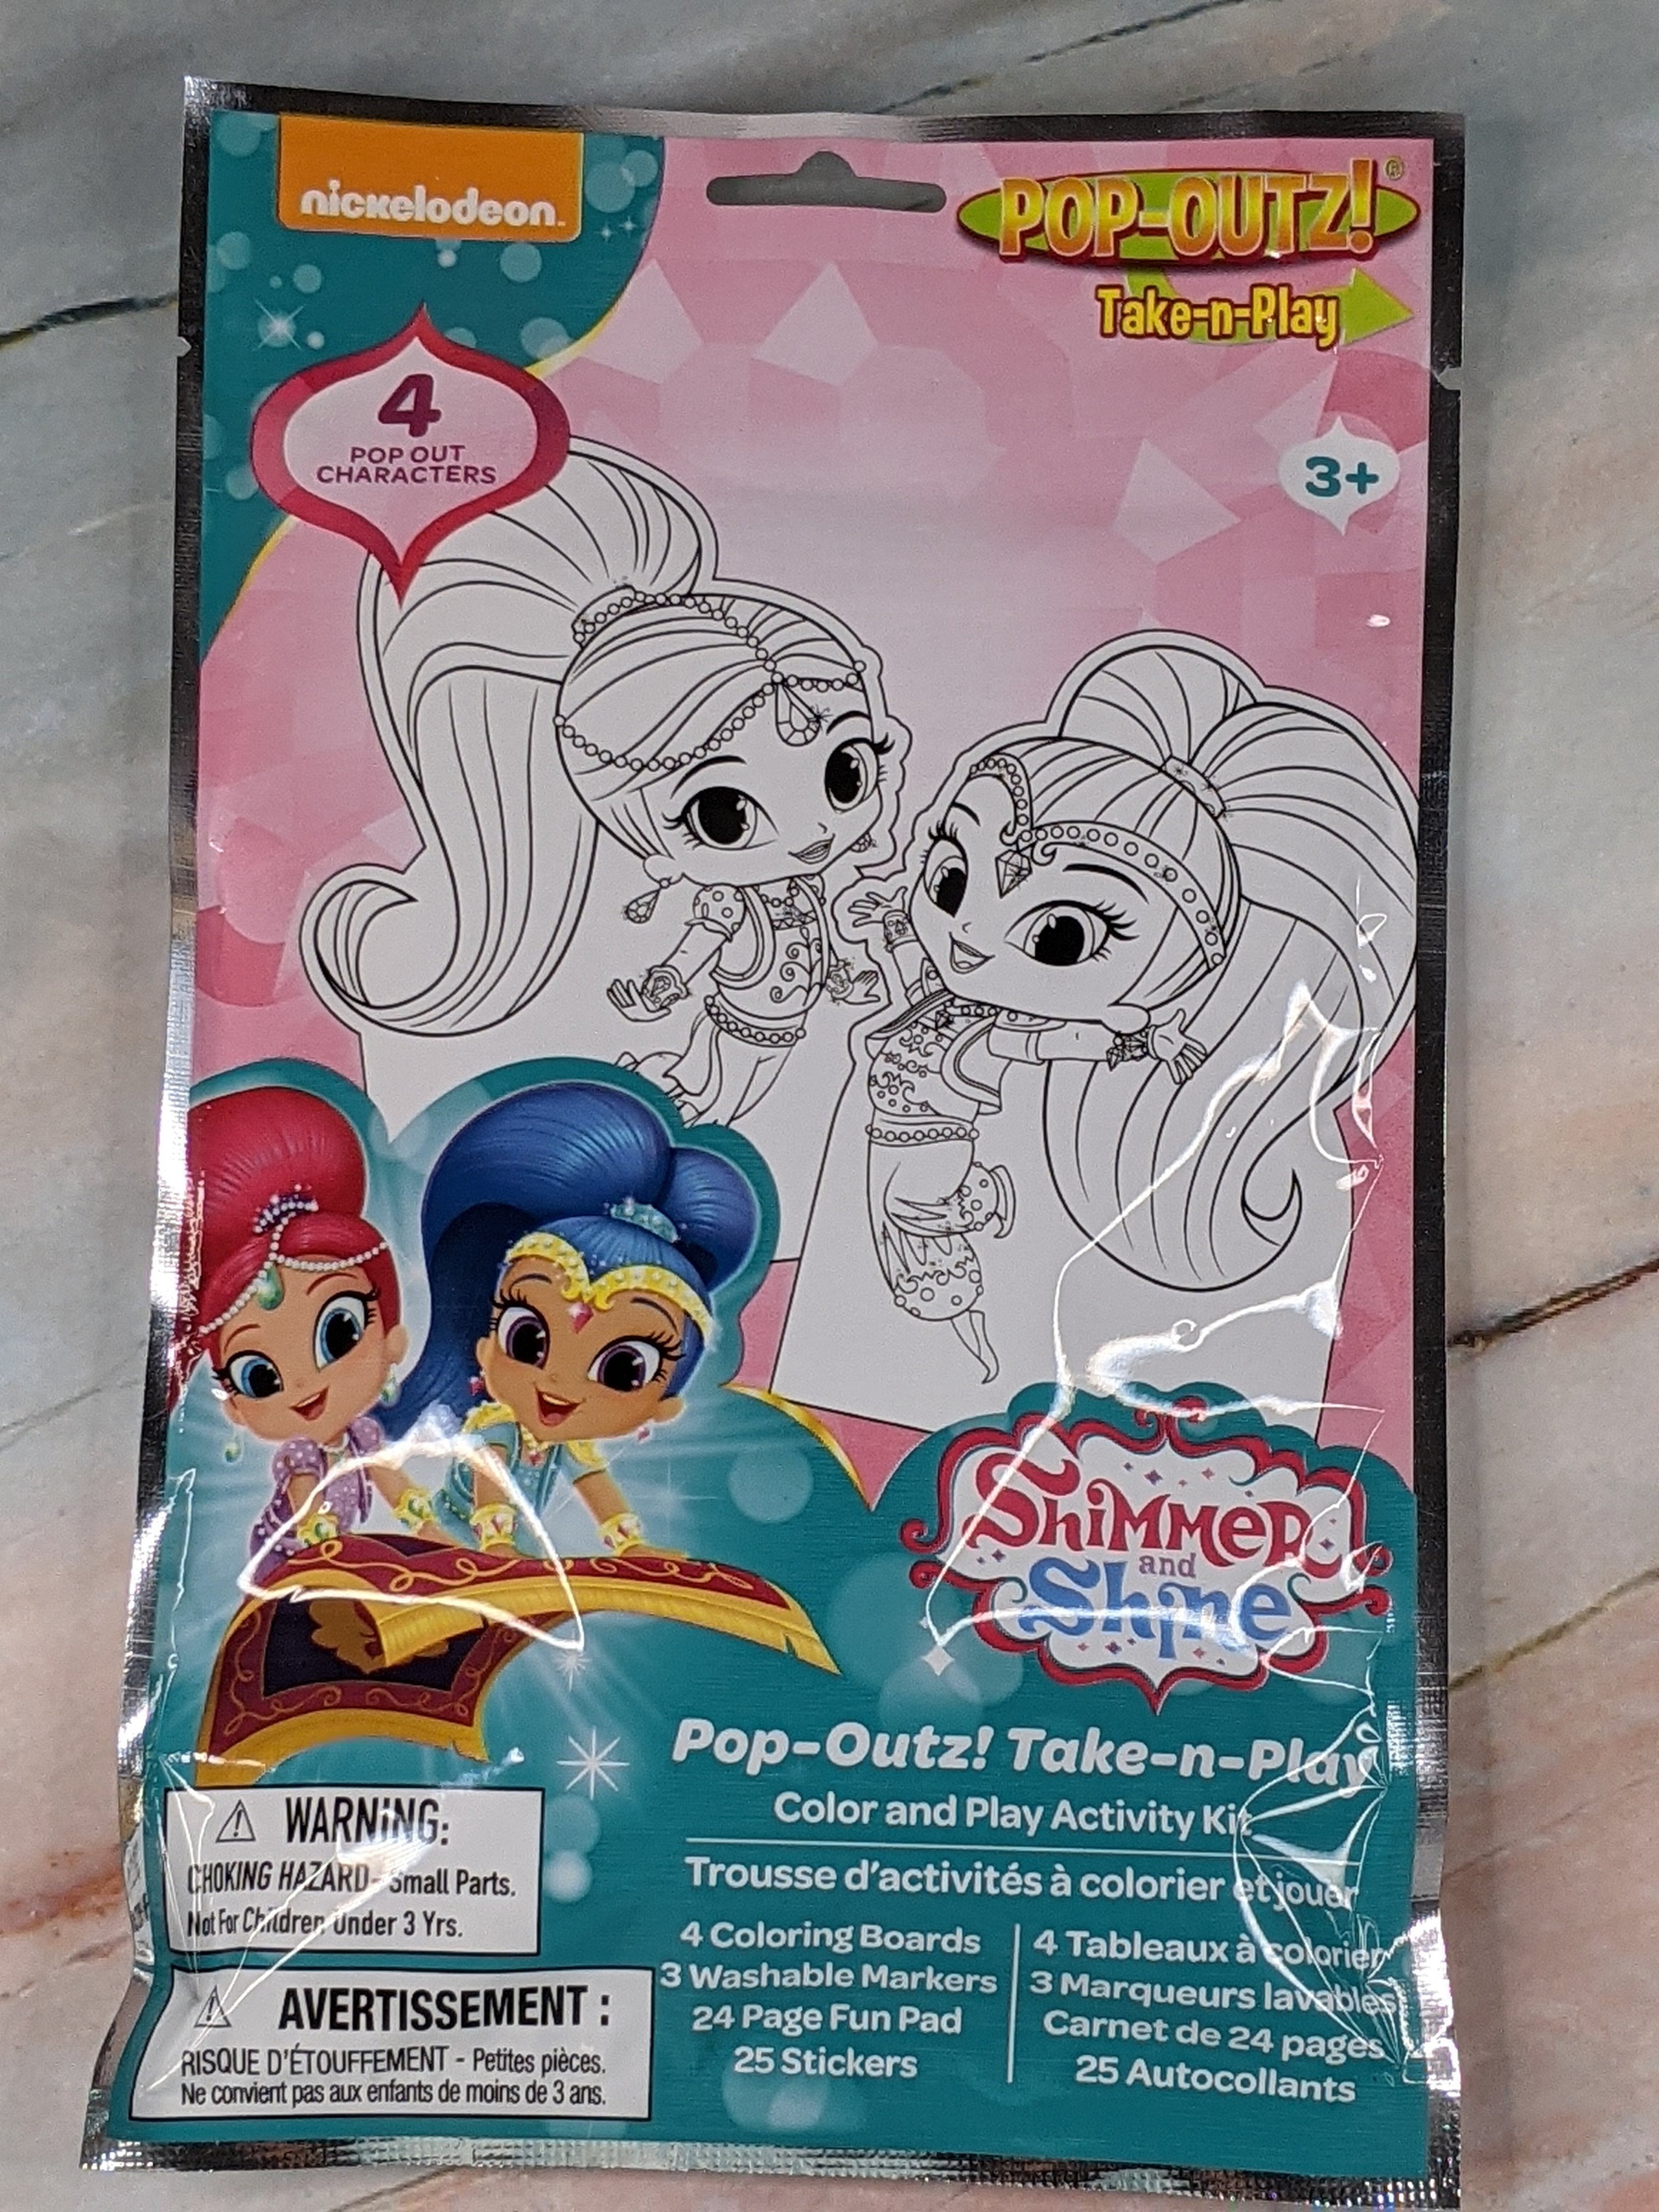 nickelodeon
POP-OUTZ!®
Take-n-Play
4
POP OUT
CHARACTERS
3+
Shimmer
and
Shine
Pop-Outz! Take-n-Play
Color and Play Activity Kit
Trousse d'activités à colorier et jouer
4 Coloring Boards
3 Washable Markers
24 Page Fun Pad
25 Stickers
4 Tableaux à colorier
3 Marqueurs lavables
Carnet de 24 pages
25 Autocollants
WARNING:
CHOKING HAZARD- Small Parts.
Not For Children Under 3 Yrs.
AVERTISSEMENT :
RISQUE D'ÉTOUFFEMENT - Petites pièces.
Ne convient pas aux enfants de moins de 3 ans.